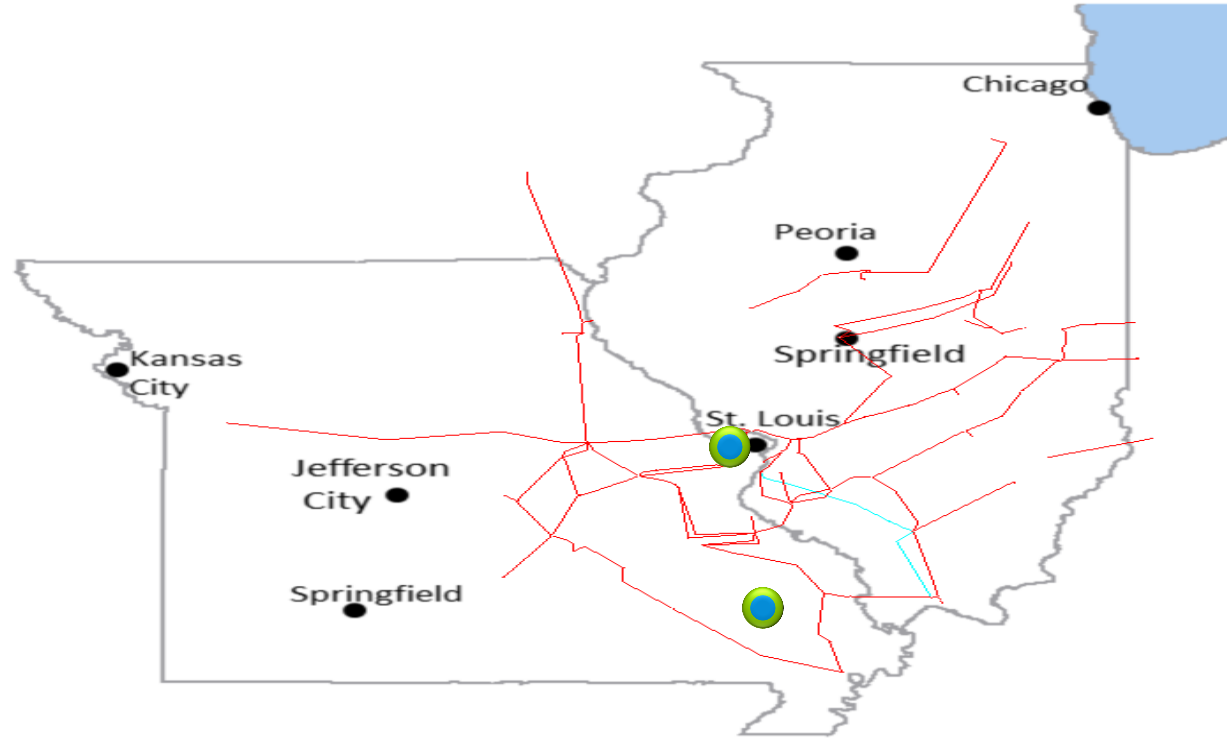 Chicago
Peoria
Springfield
Kansas
City
St. Louis
Jefferson
City
Springfield